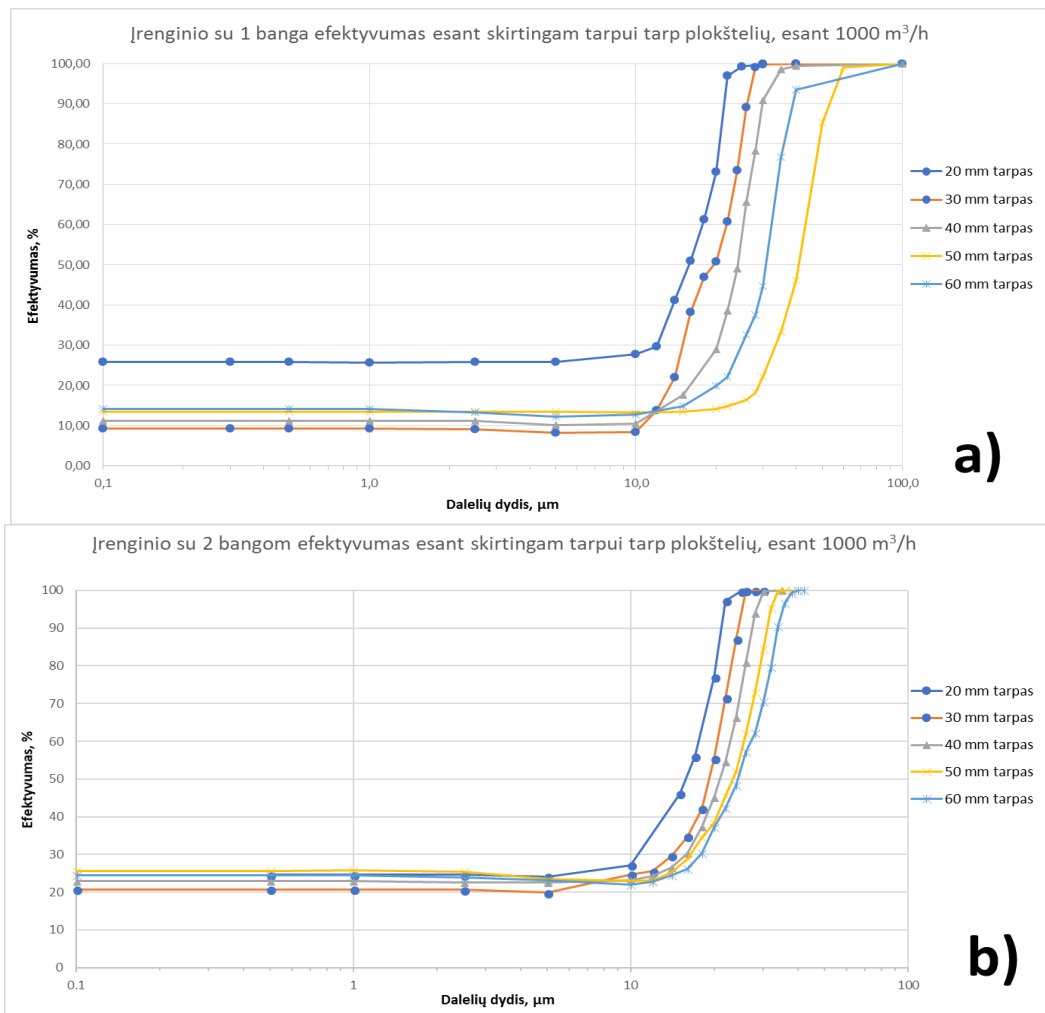 Įrenginio su 1 banga efektyvumas esant skirtingam tarpui tarp plokštelių, esant 1000 m³/h
100,00
90,00
80,00
70,00
60,00
50,00
40,00
30,00
20,00
10,00
0,00
Efektyvumas, %
0,1
1,0
10,0
100,0
Dalelių dydis, µm
20 mm tarpas
30 mm tarpas
40 mm tarpas
50 mm tarpas
60 mm tarpas
a)
Įrenginio su 2 bangom efektyvumas esant skirtingam tarpui tarp plokštelių, esant 1000 m³/h
100
90
80
70
60
50
40
30
20
10
0
Efektyvumas, %
0.1
1
10
100
Dalelių dydis, µm
20 mm tarpas
30 mm tarpas
40 mm tarpas
50 mm tarpas
60 mm tarpas
b)